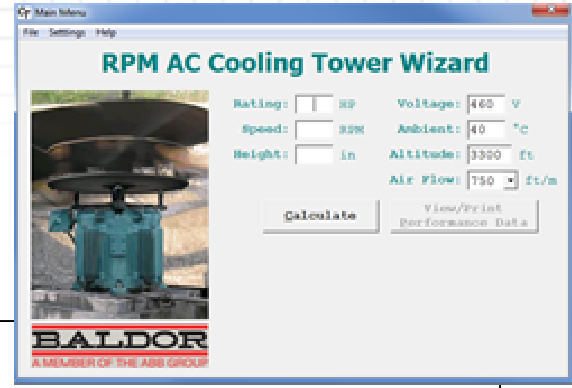 Main Menu
File Settings Help
RPM AC Cooling Tower Wizard
Rating: HP Voltage: 460 V
Speed: RPM Ambient: 40 °C
Height: in Altitude: 3300 ft
Air Flow: 750 ft/m
Calculate View/Print
Performance Data
BALDOR
A MEMBER OF THE ABB GROUP